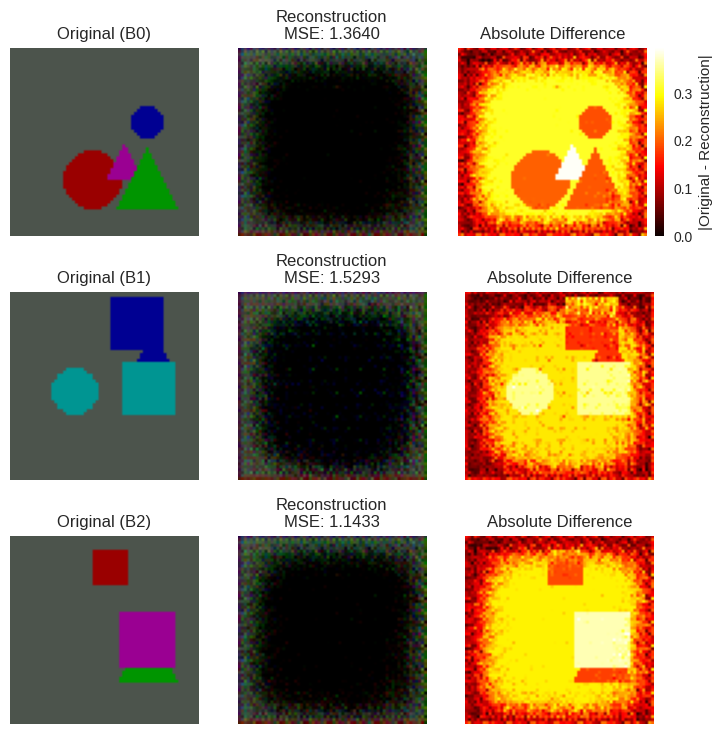 Original (B0)
Reconstruction
MSE: 1.3640
Absolute Difference
0.3
0.2
0.1
0.0
|Original - Reconstruction|
Original (B1)
Reconstruction
MSE: 1.5293
Absolute Difference
Original (B2)
Reconstruction
MSE: 1.1433
Absolute Difference